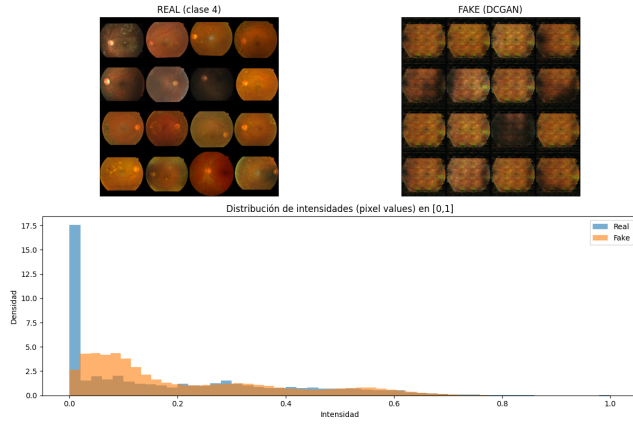 REAL (clase 4)
FAKE (DCGAN)
Distribución de intensidades (pixel values) en [0,1]
Densidad
17.5
15.0
12.5
10.0
7.5
5.0
2.5
0.0
Real
Fake
0.0 0.2 0.4 0.6 0.8 1.0
Intensidad